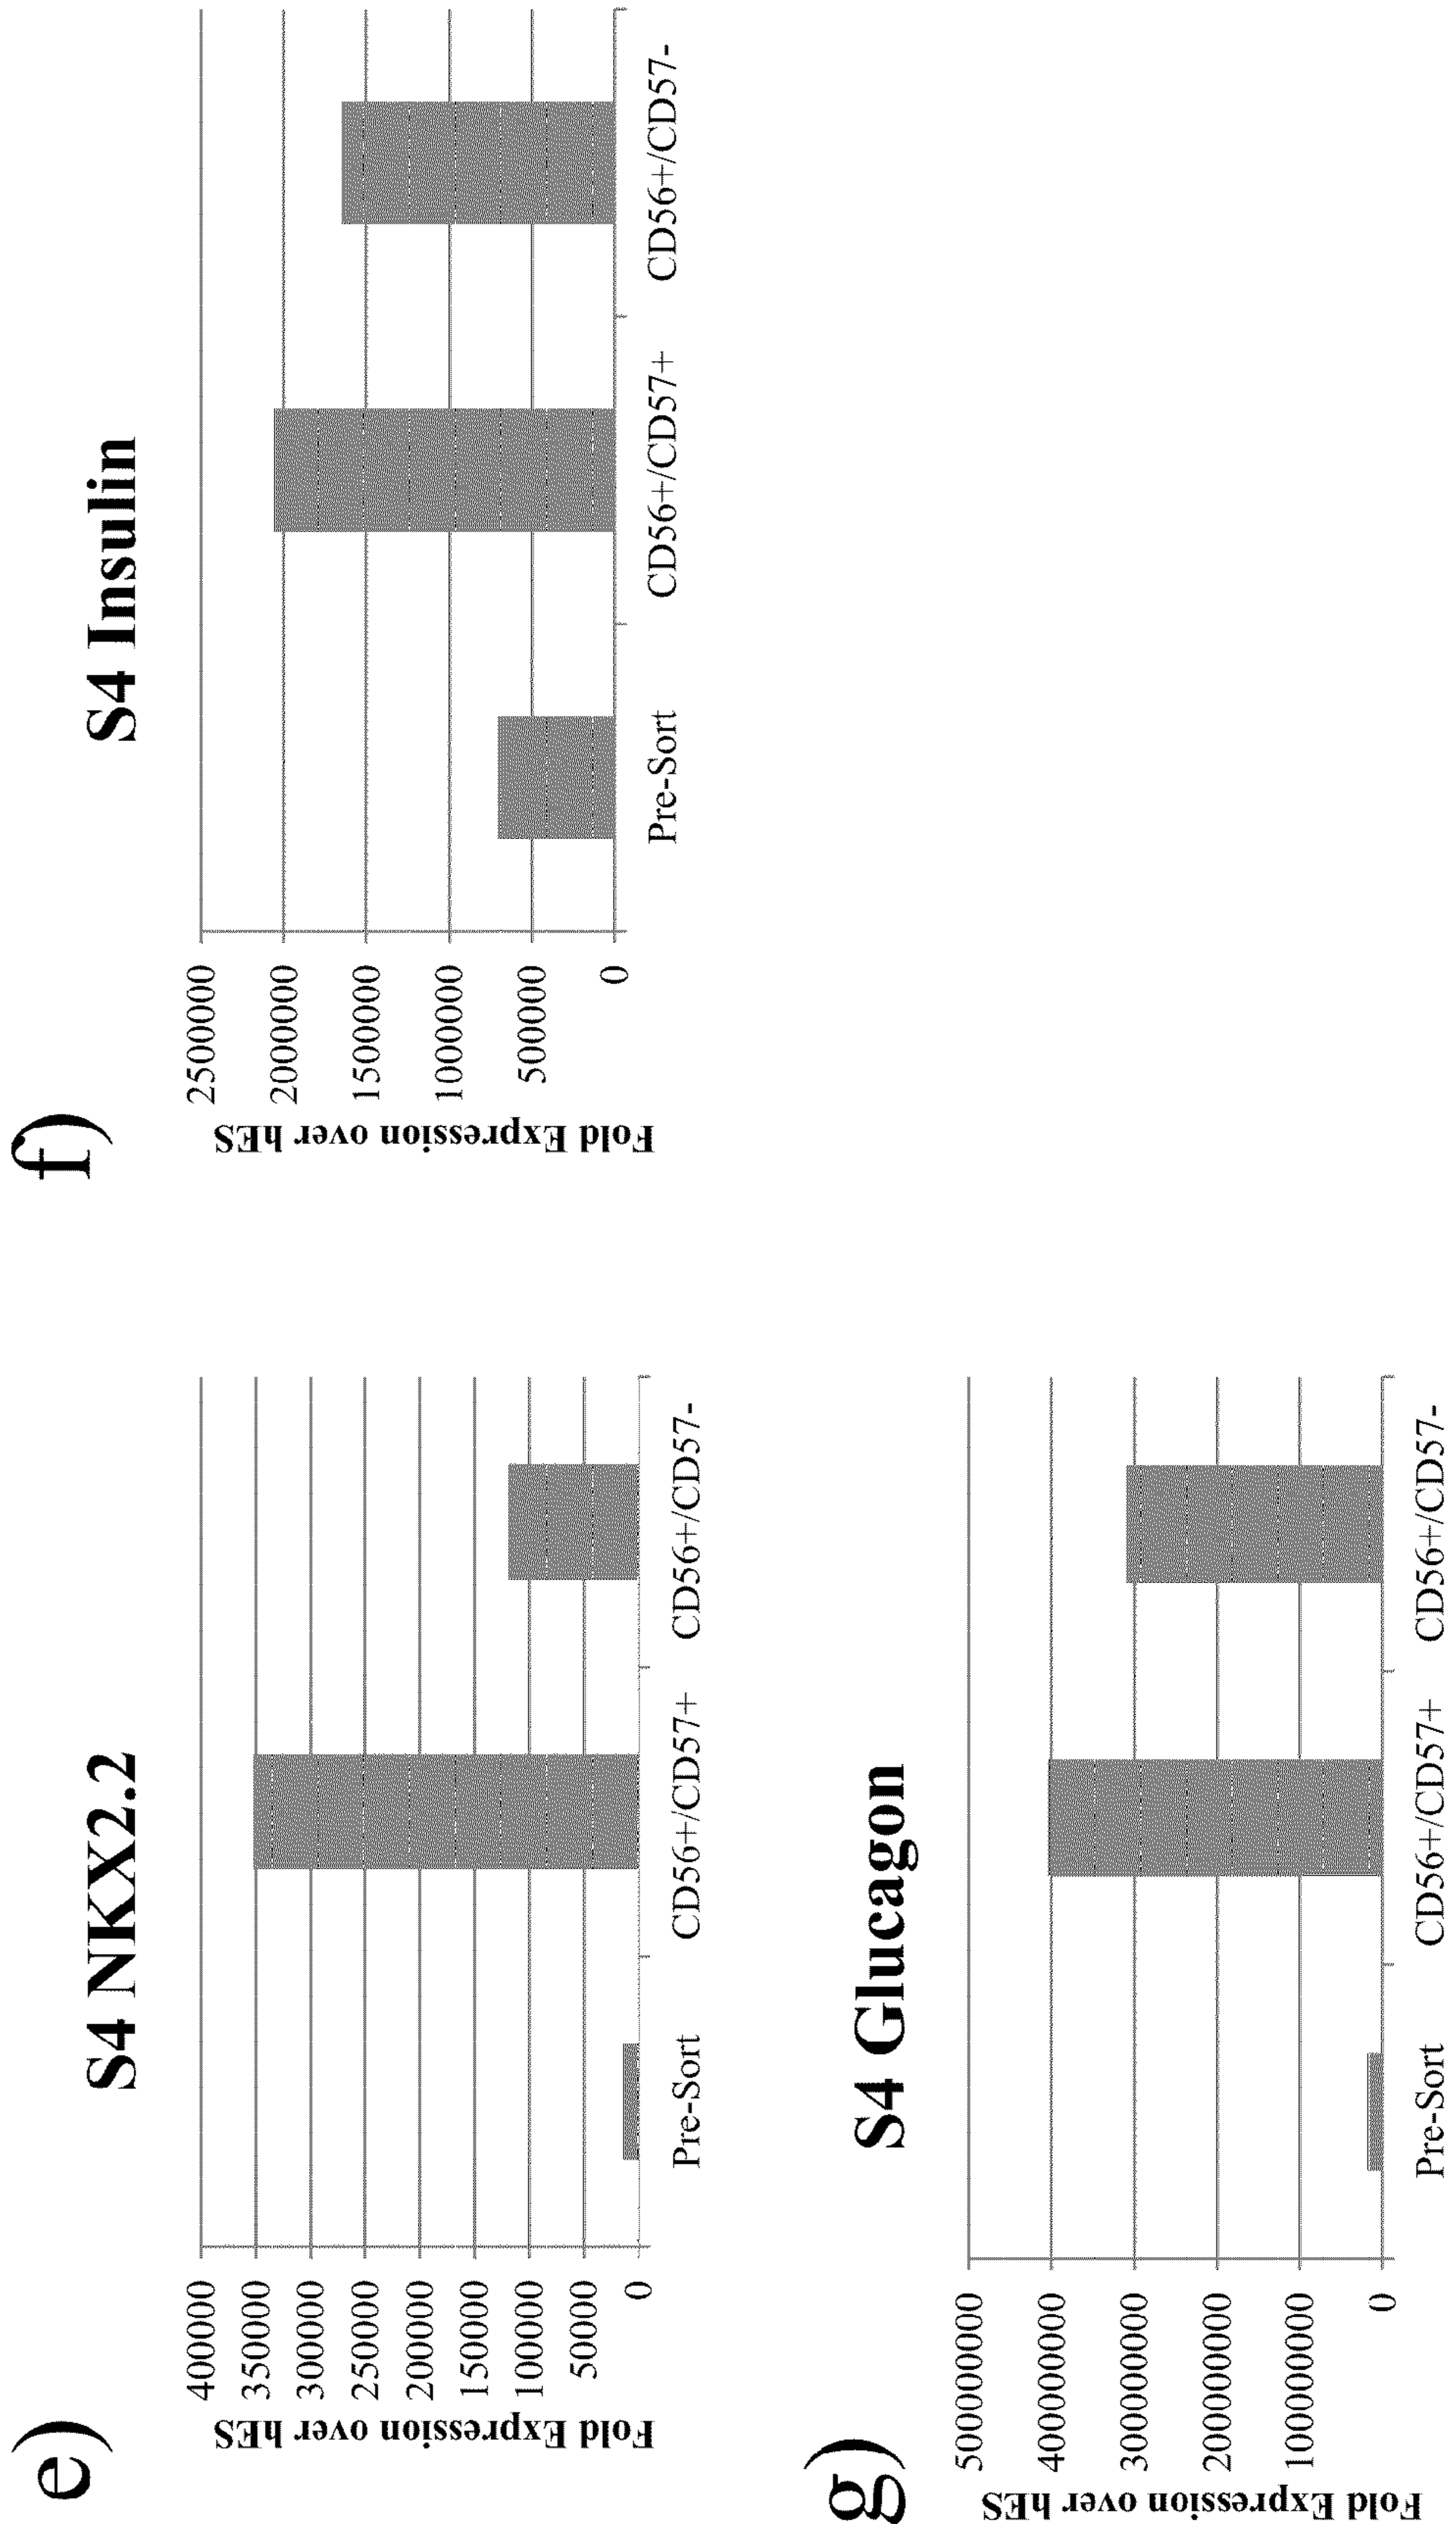 e)
S4 NKX2.2
Fold Expression over hES
400000
350000
300000
250000
200000
150000
100000
50000
0
Pre-Sort
CD56+/CD57+
CD56+/CD57-
f)
S4 Insulin
Fold Expression over hES
2500000
2000000
1500000
1000000
500000
0
Pre-Sort
CD56+/CD57+
CD56+/CD57-
g)
S4 Glucagon
Fold Expression over hES
500000000
400000000
300000000
200000000
100000000
0
Pre-Sort
CD56+/CD57+
CD56+/CD57-